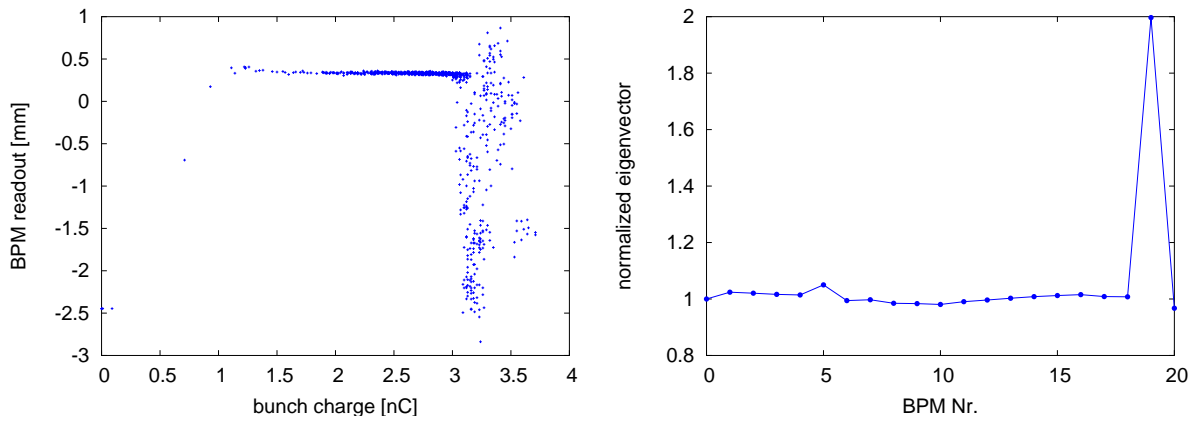 BPM readout [mm]
1
0.5
0
-0.5
-1
-1.5
-2
-2.5
-3
0 0.5 1 1.5 2 2.5 3 3.5 4
bunch charge [nC]
normalized eigenvector
2
1.8
1.6
1.4
1.2
1
0.8
0 5 10 15 20
BPM Nr.